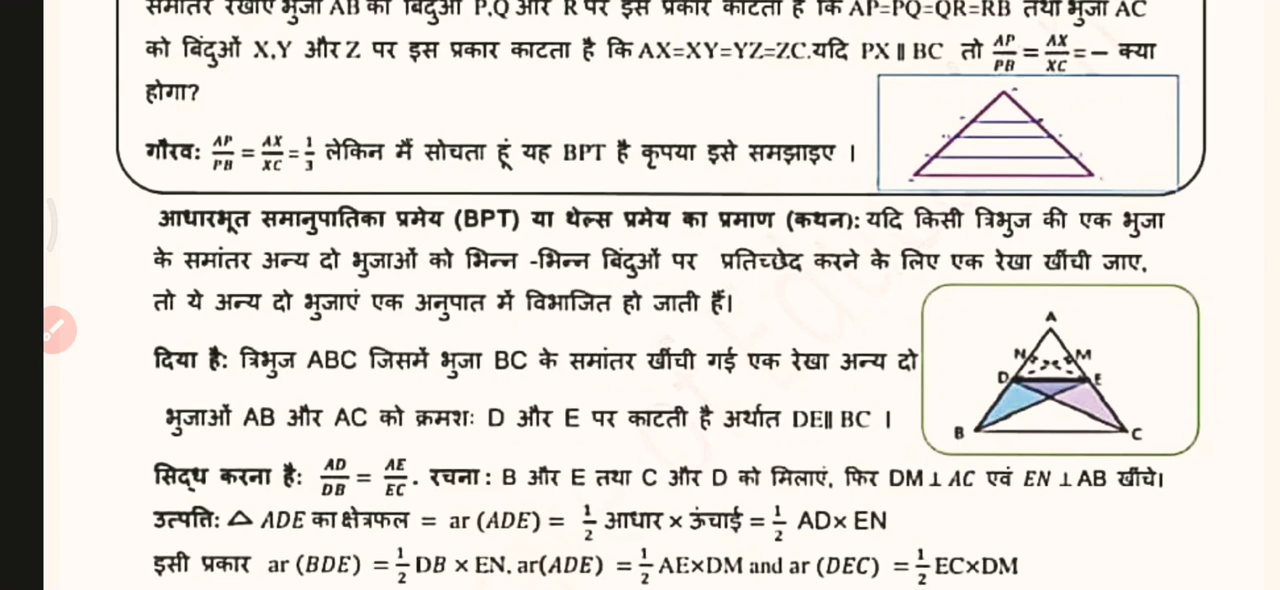 समांतर रेखाएं भुजा AB को बिंदुओं P,Q और R पर इस प्रकार काटती है कि AP=PQ=QR=RB तथा भुजा AC
को बिंदुओं X,Y और Z पर इस प्रकार काटता है कि AX=XY=YZ=ZC.यदि PX ǁ BC तो AP/PB = AX/XC = – क्या
होगा?
गौरव: AP/PB = AX/XC = 1/3 लेकिन मैं सोचता हूं यह BPT है कृपया इसे समझाइए ।
आधारभूत समानुपातिका प्रमेय (BPT) या थेल्स प्रमेय का प्रमाण (कथन): यदि किसी त्रिभुज की एक भुजा
के समांतर अन्य दो भुजाओं को भिन्न -भिन्न बिंदुओं पर प्रतिच्छेद करने के लिए एक रेखा खींची जाए,
तो ये अन्य दो भुजाएं एक अनुपात में विभाजित हो जाती हैं।
A
N M
D E
B C
दिया है: त्रिभुज ABC जिसमें भुजा BC के समांतर खींची गई एक रेखा अन्य दो
भुजाओं AB और AC को क्रमशः D और E पर काटती है अर्थात DEǁ BC ।
सिद्ध करना है: AD/DB = AE/EC . रचना : B और E तथा C और D को मिलाएं, फिर DM ⊥ AC एवं EN ⊥ AB खींचे।
उत्पति: △ ADE का क्षेत्रफल = ar (ADE) = 1/2 आधार × ऊंचाई = 1/2 AD× EN
इसी प्रकार ar (BDE) = 1/2 DB × EN, ar(ADE) = 1/2 AE×DM and ar (DEC) = 1/2 EC×DM